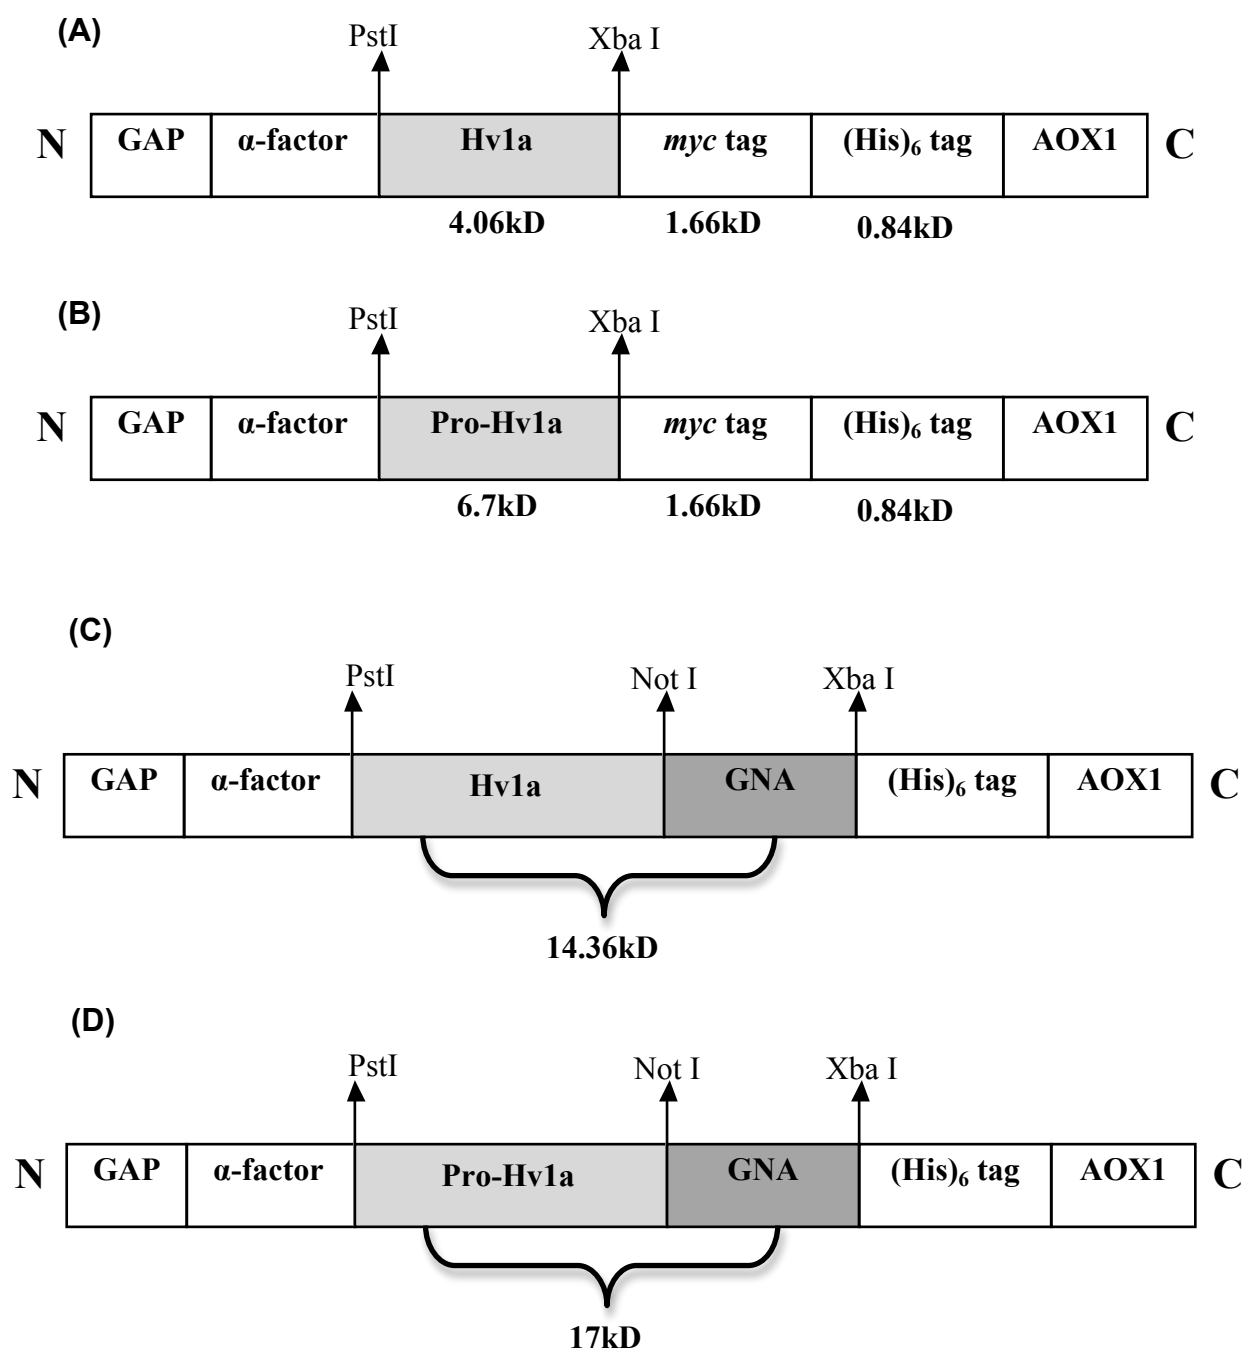 (A)
PstI Xba I
N GAP α-factor Hv1a myc tag (His)₆ tag AOX1 C
4.06kD 1.66kD 0.84kD
(B)
PstI Xba I
N GAP α-factor Pro-Hv1a myc tag (His)₆ tag AOX1 C
6.7kD 1.66kD 0.84kD
(C)
PstI Not I Xba I
N GAP α-factor Hv1a GNA (His)₆ tag AOX1 C
14.36kD
(D)
PstI Not I Xba I
N GAP α-factor Pro-Hv1a GNA (His)₆ tag AOX1 C
17kD